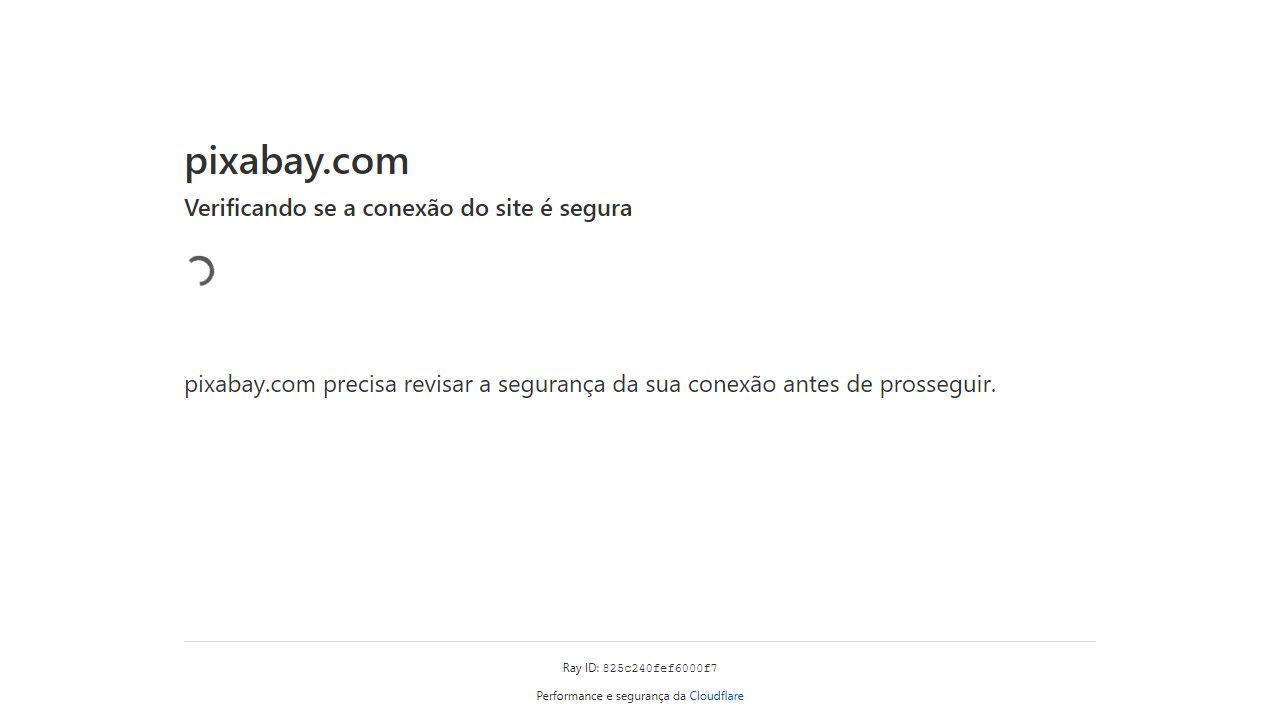 pixabay.com
Verificando se a conexão do site é segura
pixabay.com precisa revisar a segurança da sua conexão antes de prosseguir.
Ray ID: 825c240fef6000f7
Performance e segurança da Cloudflare